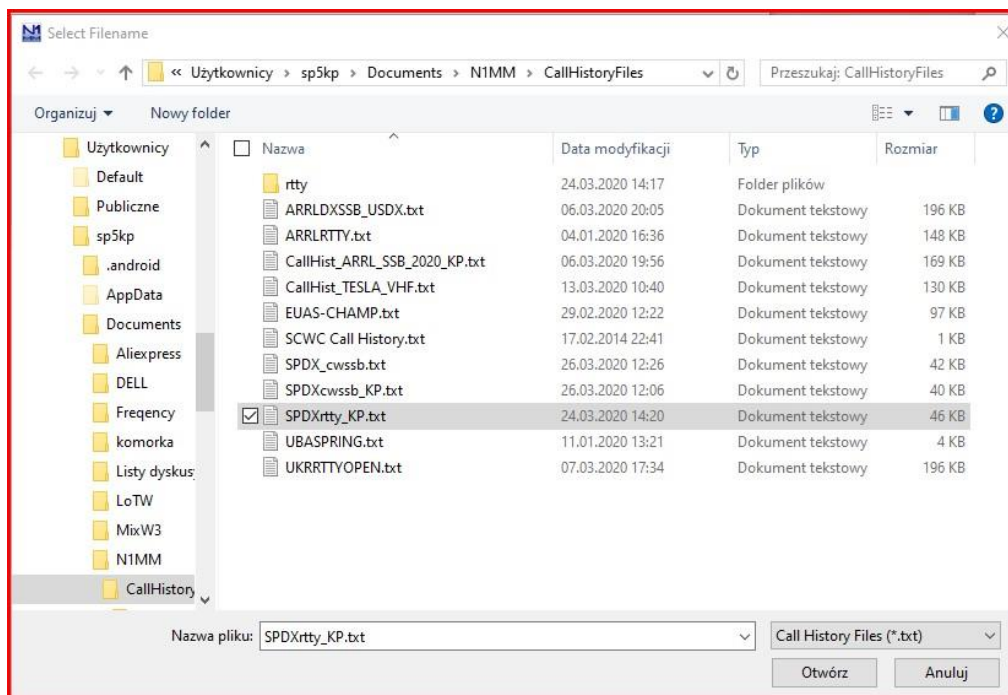 N1 Select Filename
« Użytkownicy > sp5kp > Documents > N1MM > CallHistoryFiles Przeszukaj: CallHistoryFiles
Organizuj Nowy folder
Użytkownicy
Default
Publiczne
sp5kp
.android
AppData
Documents
Aliexpress
DELL
Freqency
komorka
Listy dyskus
LoTW
MixW3
N1MM
CallHistory
Nazwa Data modyfikacji Typ Rozmiar
rtty 24.03.2020 14:17 Folder plików
ARRLDXSSB_USDX.txt 06.03.2020 20:05 Dokument tekstowy 196 KB
ARRLRTTY.txt 04.01.2020 16:36 Dokument tekstowy 148 KB
CallHist_ARRL_SSB_2020_KP.txt 06.03.2020 19:56 Dokument tekstowy 169 KB
CallHist_TESLA_VHF.txt 13.03.2020 10:40 Dokument tekstowy 130 KB
EUAS-CHAMP.txt 29.02.2020 12:22 Dokument tekstowy 97 KB
SCWC Call History.txt 17.02.2014 22:41 Dokument tekstowy 1 KB
SPDX_cwssb.txt 26.03.2020 12:26 Dokument tekstowy 42 KB
SPDXcwssb_KP.txt 26.03.2020 12:06 Dokument tekstowy 40 KB
SPDXrtty_KP.txt 24.03.2020 14:20 Dokument tekstowy 46 KB
UBASPRING.txt 11.01.2020 13:21 Dokument tekstowy 4 KB
UKRRTTYOPEN.txt 07.03.2020 17:34 Dokument tekstowy 196 KB
Nazwa pliku: SPDXrtty_KP.txt Call History Files (*.txt)
Otwórz Anuluj